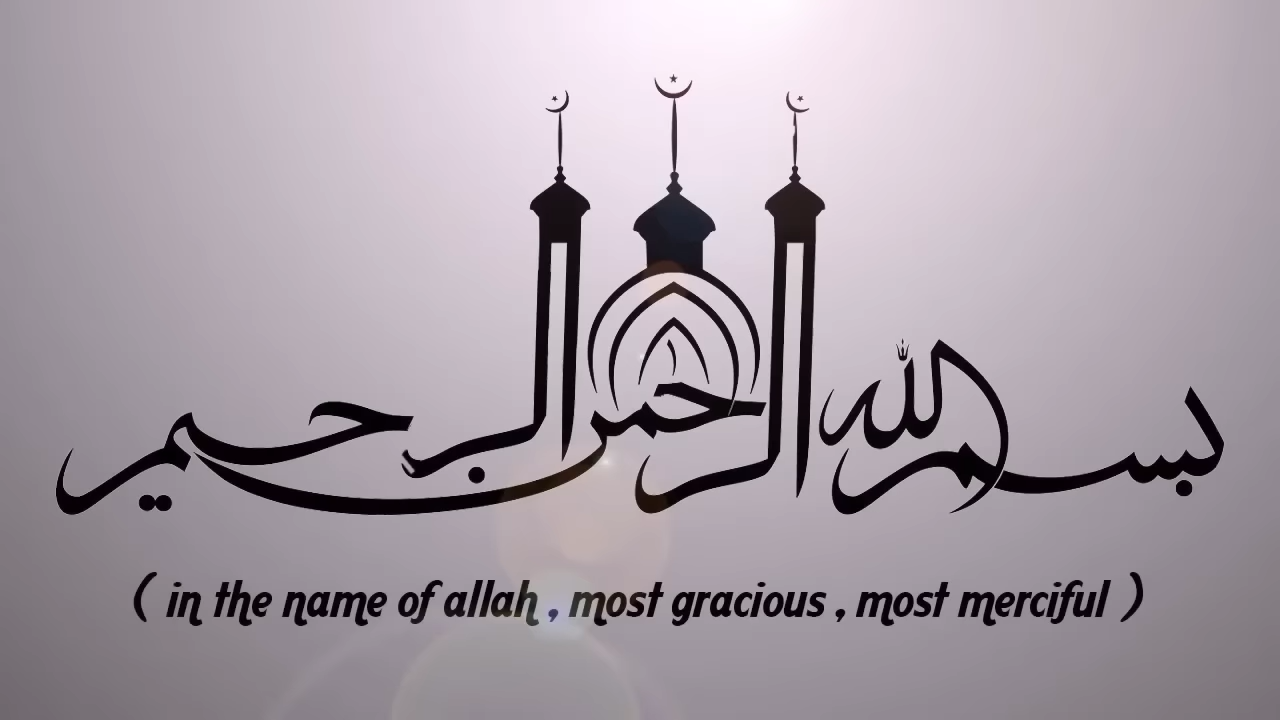 بسم الله الرحمن الرحيم
( in the name of allah , most gracious , most merciful )